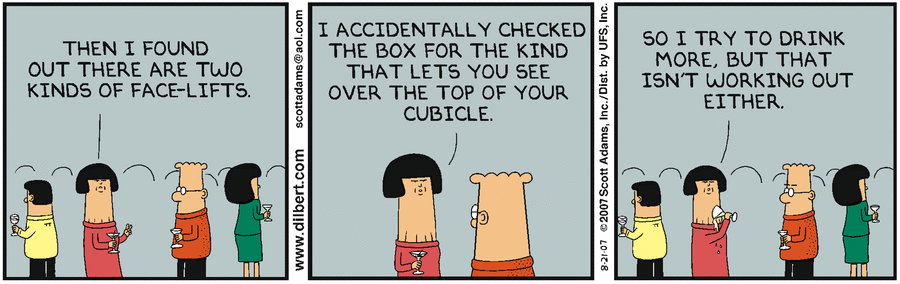 THEN I FOUND
OUT THERE ARE TWO
KINDS OF FACE-LIFTS.
www.dilbert.com scottadams@aol.com
I ACCIDENTALLY CHECKED
THE BOX FOR THE KIND
THAT LETS YOU SEE
OVER THE TOP OF YOUR
CUBICLE.
8-21-07 ©2007 Scott Adams, Inc./Dist. by UFS, Inc.
SO I TRY TO DRINK
MORE, BUT THAT
ISN'T WORKING OUT
EITHER.